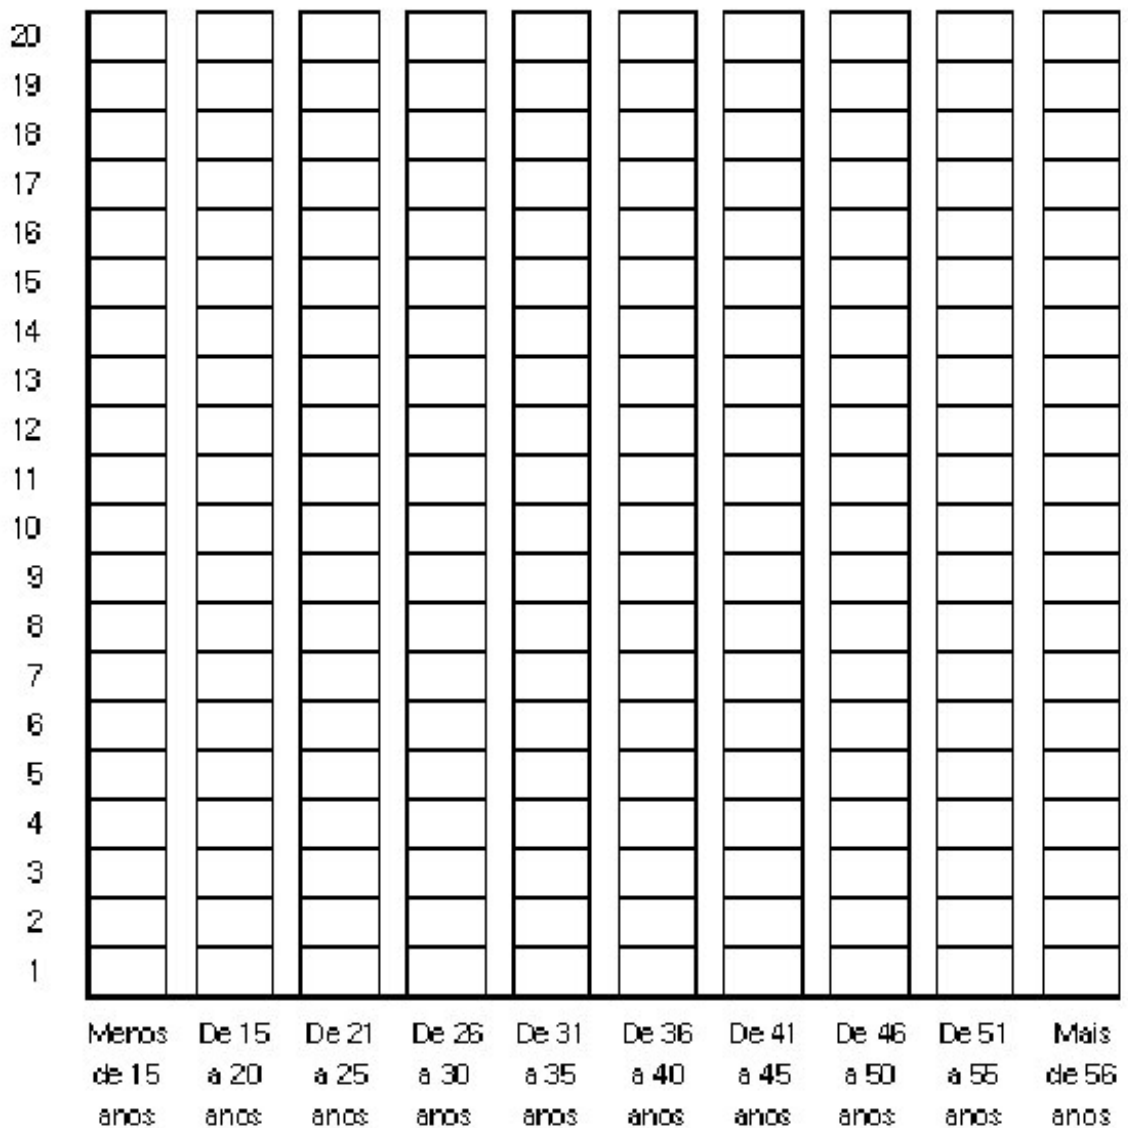 20
19
18
17
16
15
14
13
12
11
10
9
8
7
6
5
4
3
2
1
Menos de 15 anos
De 15 a 20 anos
De 21 a 25 anos
De 26 a 30 anos
De 31 a 35 anos
De 36 a 40 anos
De 41 a 45 anos
De 46 a 50 anos
De 51 a 55 anos
Mais de 56 anos